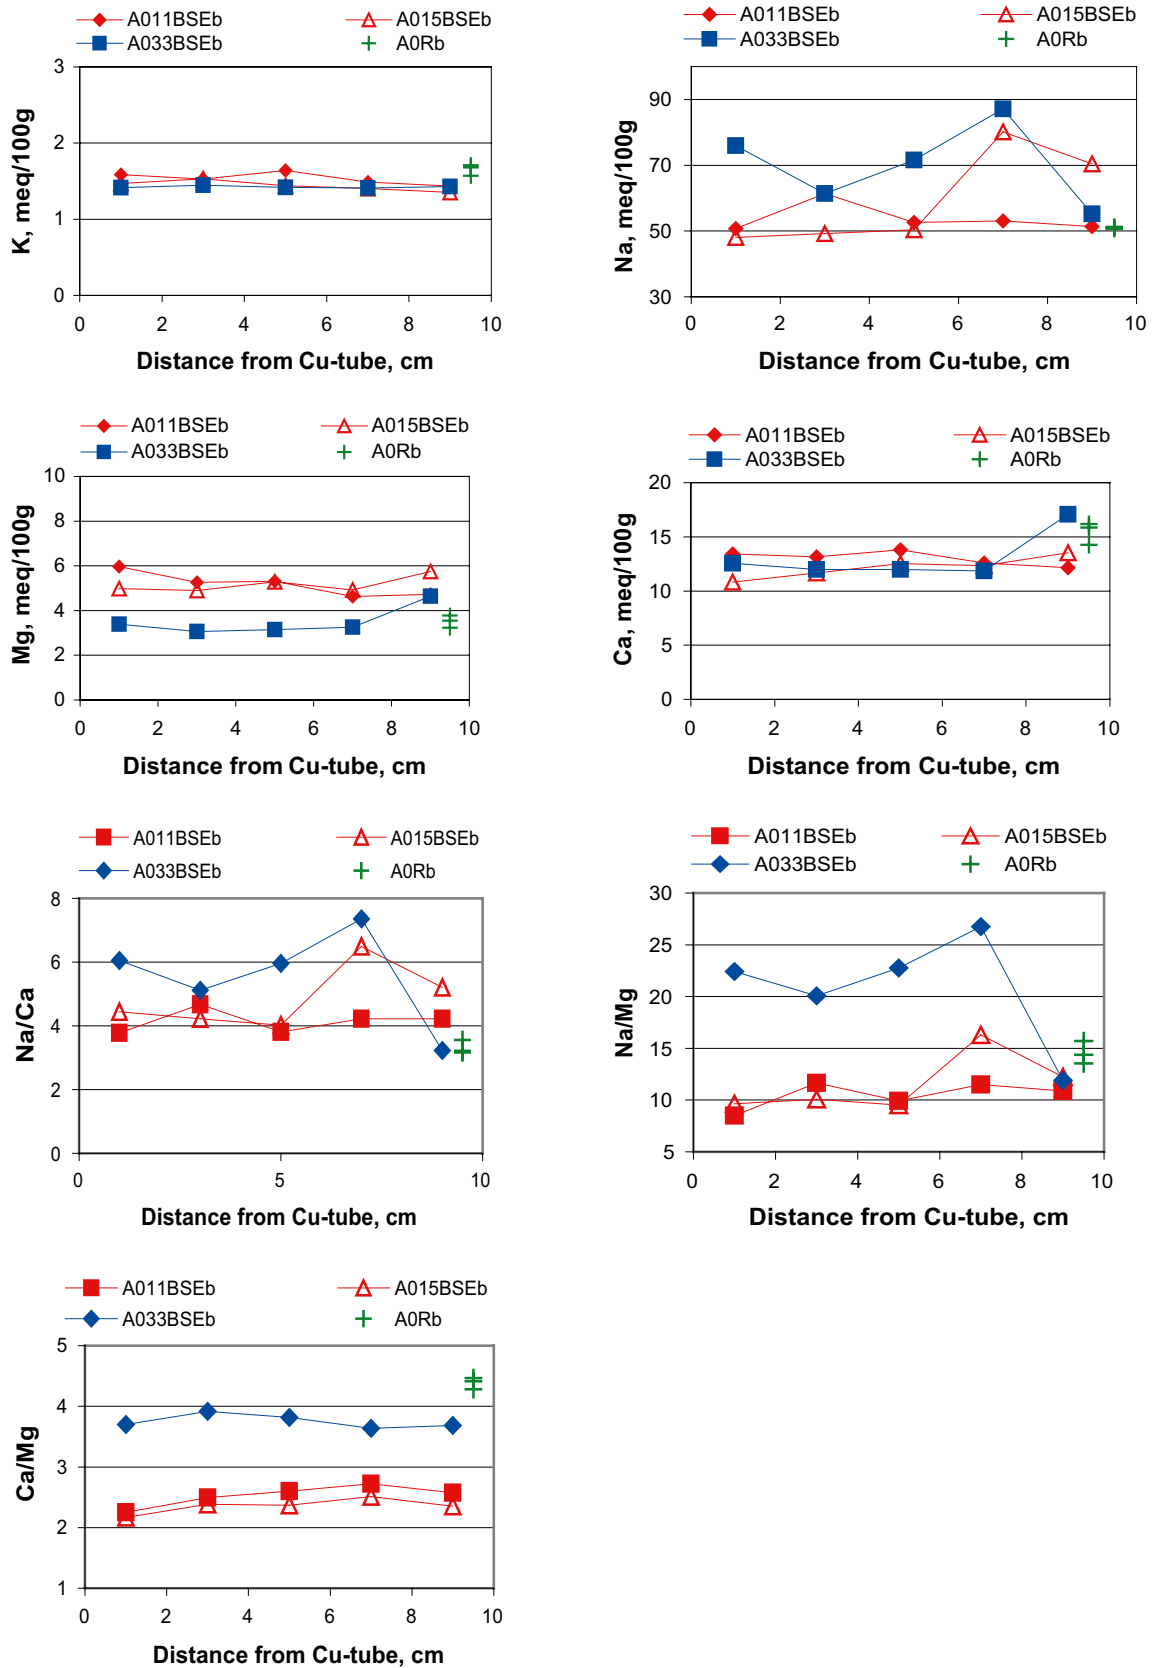 A011BSEb A015BSEb
A033BSEb A0Rb
3
2
1
0
K, meq/100g
0 2 4 6 8 10
Distance from Cu-tube, cm
A011BSEb A015BSEb
A033BSEb A0Rb
90
70
50
30
Na, meq/100g
0 2 4 6 8 10
Distance from Cu-tube, cm
A011BSEb A015BSEb
A033BSEb A0Rb
10
8
6
4
2
0
Mg, meq/100g
0 2 4 6 8 10
Distance from Cu-tube, cm
A011BSEb A015BSEb
A033BSEb A0Rb
20
15
10
5
0
Ca, meq/100g
0 2 4 6 8 10
Distance from Cu-tube, cm
A011BSEb A015BSEb
A033BSEb A0Rb
8
6
4
2
0
Na/Ca
0 5 10
Distance from Cu-tube, cm
A011BSEb A015BSEb
A033BSEb A0Rb
30
25
20
15
10
5
Na/Mg
0 2 4 6 8 10
Distance from Cu-tube, cm
A011BSEb A015BSEb
A033BSEb A0Rb
5
4
3
2
1
Ca/Mg
0 2 4 6 8 10
Distance from Cu-tube, cm